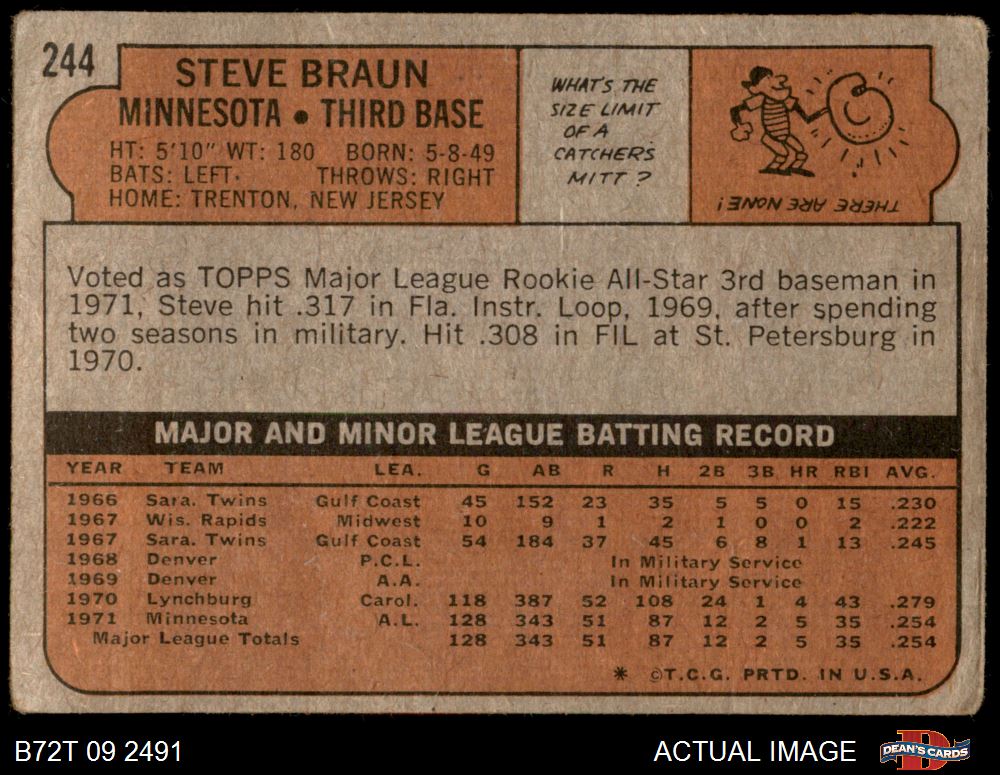 244
STEVE BRAUN
MINNESOTA • THIRD BASE
HT: 5'10" WT: 180 BORN: 5-8-49
BATS: LEFT. THROWS: RIGHT
HOME: TRENTON, NEW JERSEY
WHAT'S THE
SIZE LIMIT
OF A
CATCHERS
MITT ?
C
THERE ARE NONE!
Voted as TOPPS Major League Rookie All-Star 3rd baseman in
1971, Steve hit .317 in Fla. Instr. Loop, 1969, after spending
two seasons in military. Hit .308 in FIL at St. Petersburg in
1970.
MAJOR AND MINOR LEAGUE BATTING RECORD
YEAR TEAM LEA. G AB R H 2B 3B HR RBI AVG.
1966 Sara. Twins Gulf Coast 45 152 23 35 5 5 0 15 .230
1967 Wis. Rapids Midwest 10 9 1 2 1 0 0 2 .222
1967 Sara. Twins Gulf Coast 54 184 37 45 6 8 1 13 .245
1968 Denver P.C.L. In Military Service
1969 Denver A.A. In Military Service
1970 Lynchburg Carol. 118 387 52 108 24 1 4 43 .279
1971 Minnesota A.L. 128 343 51 87 12 2 5 35 .254
Major League Totals 128 343 51 87 12 2 5 35 .254
* ©T.C.G. PRTD. IN U.S.A.
B72T 09 2491
ACTUAL IMAGE
D
DEAN'S CARDS